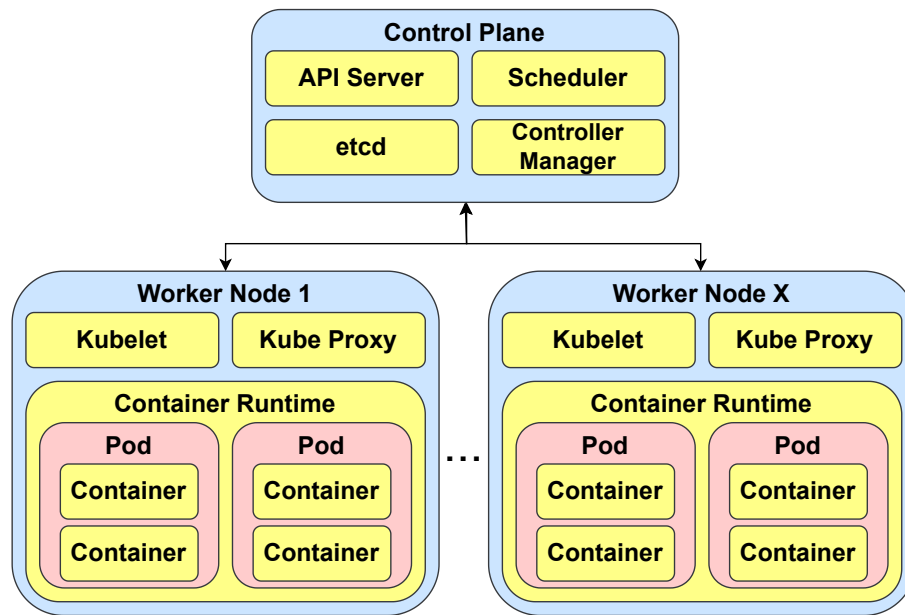 Control Plane
API Server
Scheduler
etcd
Controller
Manager
Worker Node 1
Kubelet
Kube Proxy
Container Runtime
Pod
Container
Container
Pod
Container
Container
...
Worker Node X
Kubelet
Kube Proxy
Container Runtime
Pod
Container
Container
Pod
Container
Container